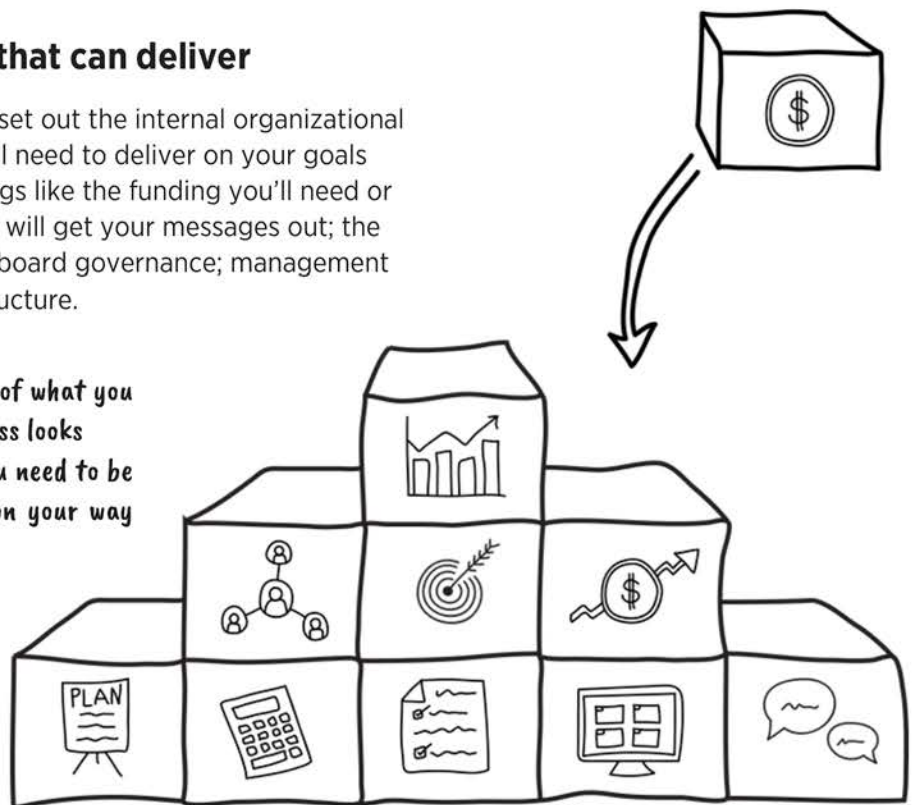 that can deliver
set out the internal organizational
need to deliver on your goals
gs like the funding you'll need or
will get your messages out; the
board governance; management
ucture.
of what you
ss looks
u need to be
on your way
$
$
PLAN